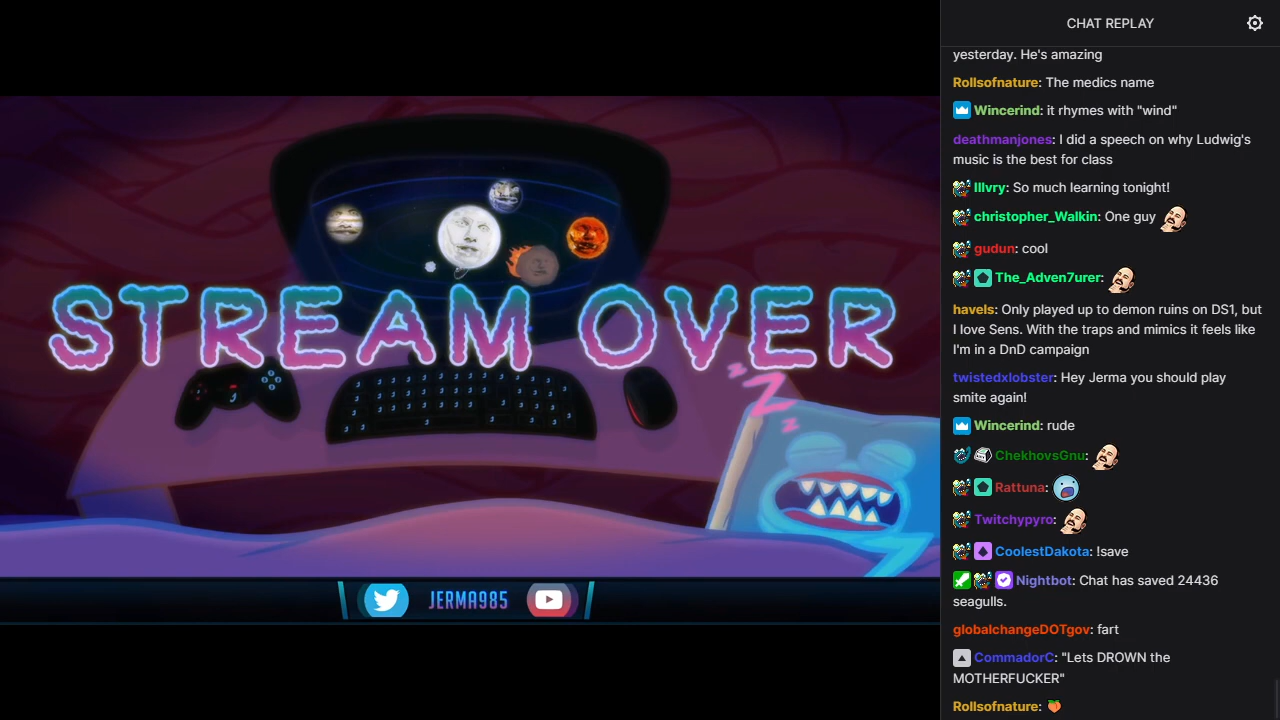 STREAM OVER
Z
Z
Z
JERMA985
CHAT REPLAY
yesterday. He's amazing
Rollsofnature: The medics name
Wincerind: it rhymes with "wind"
deathmanjones: I did a speech on why Ludwig's
music is the best for class
lllvry: So much learning tonight!
christopher_Walkin: One guy
gudun: cool
The_Adven7urer:
havels: Only played up to demon ruins on DS1, but
I love Sens. With the traps and mimics it feels like
I'm in a DnD campaign
twistedxlobster: Hey Jerma you should play
smite again!
Wincerind: rude
ChekhovsGnu:
Rattuna:
Twitchypyro:
CoolestDakota: !save
Nightbot: Chat has saved 24436
seagulls.
globalchangeDOTgov: fart
CommadorC: "Lets DROWN the
MOTHERFUCKER"
Rollsofnature: 🍑